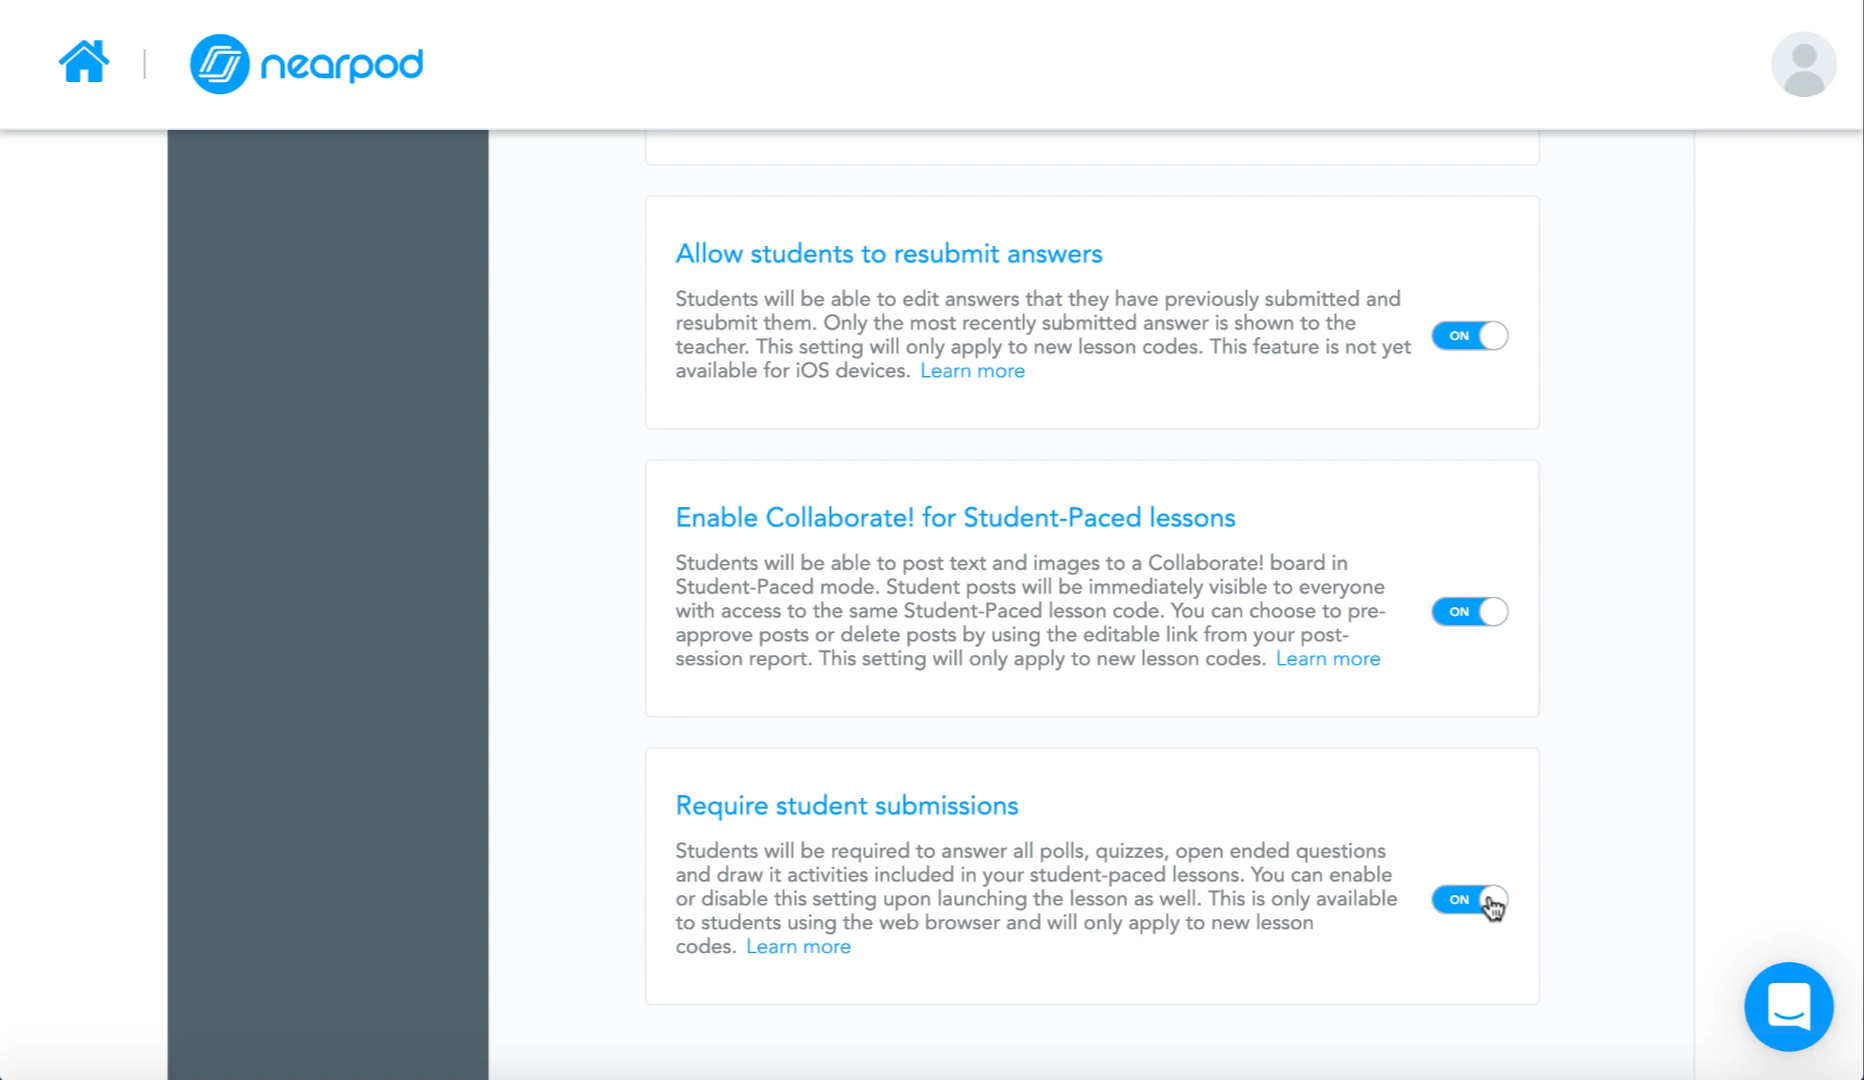 nearpod
Allow students to resubmit answers
Students will be able to edit answers that they have previously submitted and
resubmit them. Only the most recently submitted answer is shown to the
teacher. This setting will only apply to new lesson codes. This feature is not yet
available for iOS devices. Learn more
ON
Enable Collaborate! for Student-Paced lessons
Students will be able to post text and images to a Collaborate! board in
Student-Paced mode. Student posts will be immediately visible to everyone
with access to the same Student-Paced lesson code. You can choose to pre-
approve posts or delete posts by using the editable link from your post-
session report. This setting will only apply to new lesson codes. Learn more
ON
Require student submissions
Students will be required to answer all polls, quizzes, open ended questions
and draw it activities included in your student-paced lessons. You can enable
or disable this setting upon launching the lesson as well. This is only available
to students using the web browser and will only apply to new lesson
codes. Learn more
ON